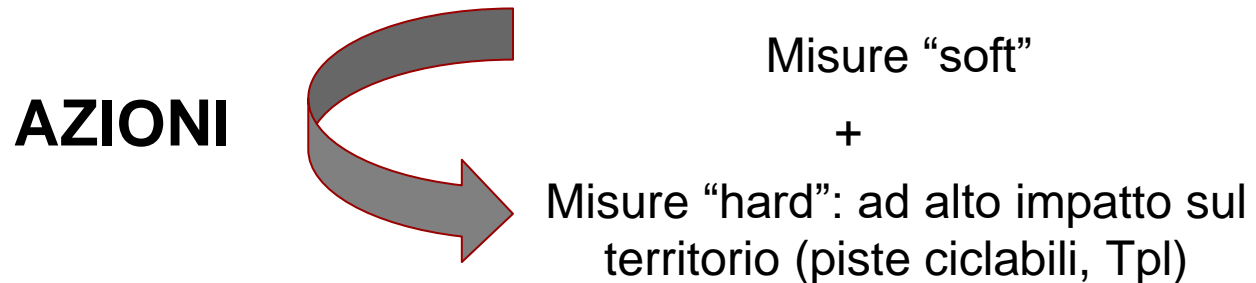 AZIONI
Misure “soft”
+
Misure “hard”: ad alto impatto sul
territorio (piste ciclabili, Tpl)